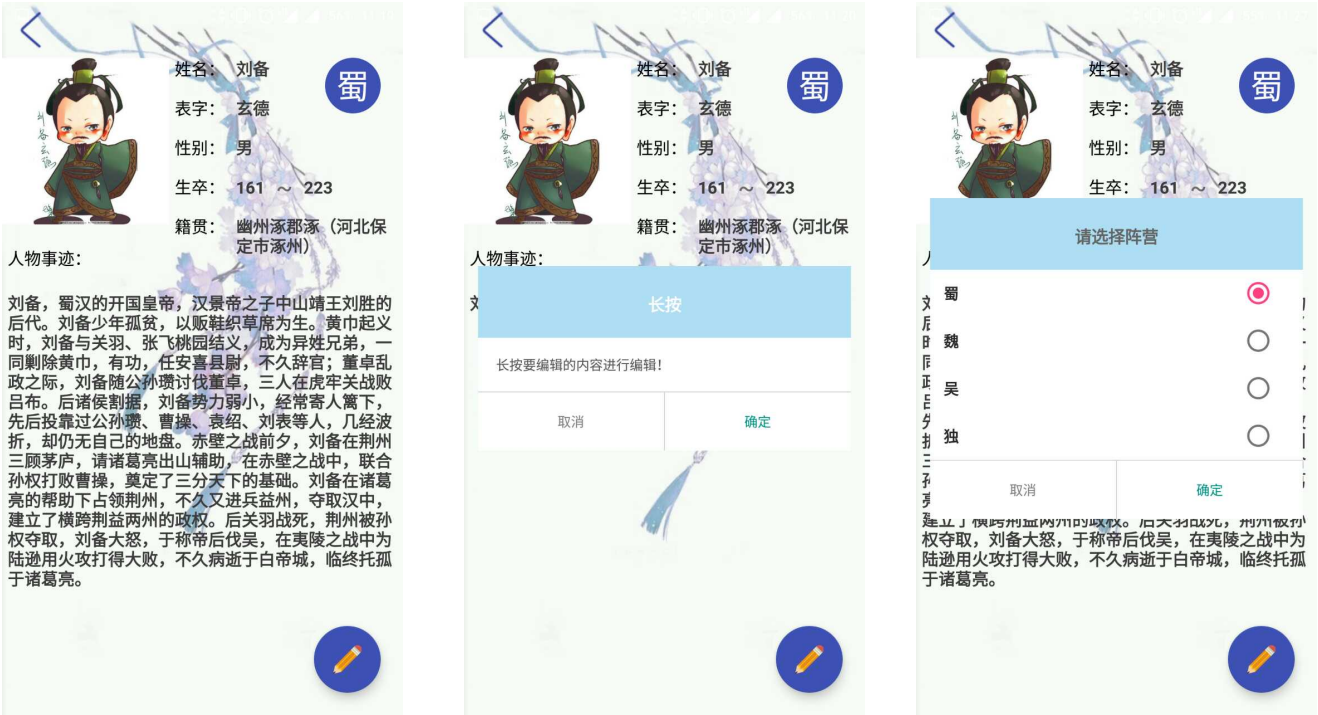 姓名： 刘备
蜀
表字： 玄德
性别： 男
生卒： 161 ～ 223
籍贯： 幽州涿郡涿（河北保
定市涿州）
人物事迹：
刘备，蜀汉的开国皇帝，汉景帝之子中山靖王刘胜的
后代。刘备少年孤贫，以贩鞋织草席为生。黄巾起义
时，刘备与关羽、张飞桃园结义，成为异姓兄弟，一
同剿除黄巾，有功，任安喜县尉，不久辞官；董卓乱
政之际，刘备随公孙瓒讨伐董卓，三人在虎牢关战败
吕布。后诸侯割据，刘备势力弱小，经常寄人篱下，
先后投靠过公孙瓒、曹操、袁绍、刘表等人，几经波
折，却仍无自己的地盘。赤壁之战前夕，刘备在荆州
三顾茅庐，请诸葛亮出山辅助，在赤壁之战中，联合
孙权打败曹操，奠定了三分天下的基础。刘备在诸葛
亮的帮助下占领荆州，不久又进兵益州，夺取汉中，
建立了横跨荆益两州的政权。后关羽战死，荆州被孙
权夺取，刘备大怒，于称帝后伐吴，在夷陵之战中为
陆逊用火攻打得大败，不久病逝于白帝城，临终托孤
于诸葛亮。
姓名： 刘备
蜀
表字： 玄德
性别： 男
生卒： 161 ～ 223
籍贯： 幽州涿郡涿（河北保
定市涿州）
人物事迹：
长按
长按要编辑的内容进行编辑！
取消 确定
姓名： 刘备
蜀
表字： 玄德
性别： 男
生卒： 161 ～ 223
请选择阵营
蜀
魏
吴
独
取消 确定
建立了横跨荆益两州的政权。后关羽战死，荆州被孙
权夺取，刘备大怒，于称帝后伐吴，在夷陵之战中为
陆逊用火攻打得大败，不久病逝于白帝城，临终托孤
于诸葛亮。